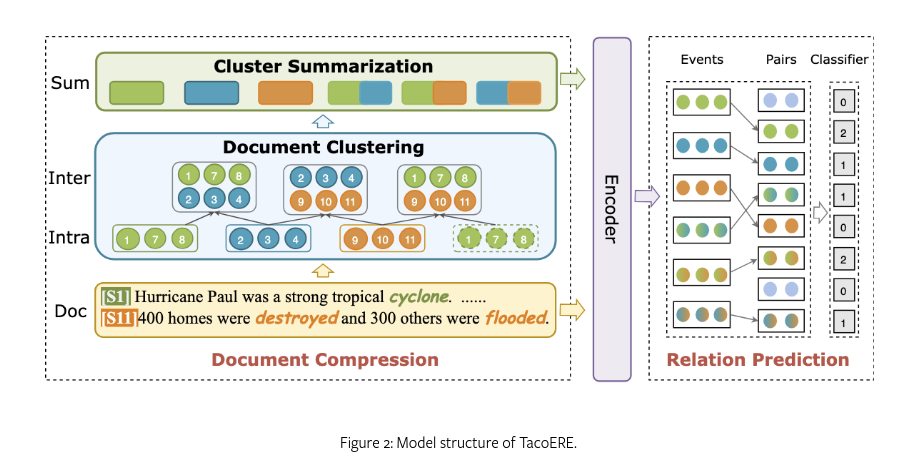 Sum
Cluster Summarization
Document Clustering
Inter
1 7 8
2 3 4
2 3 4
9 10 11
1 7 8
9 10 11
Intra
1 7 8
2 3 4
9 10 11
1 7 8
Doc
[S1] Hurricane Paul was a strong tropical cyclone. ......
[S11] 400 homes were destroyed and 300 others were flooded.
Document Compression
Encoder
Events Pairs Classifier
0
2
1
1
0
2
0
1
Relation Prediction
Figure 2: Model structure of TacoERE.